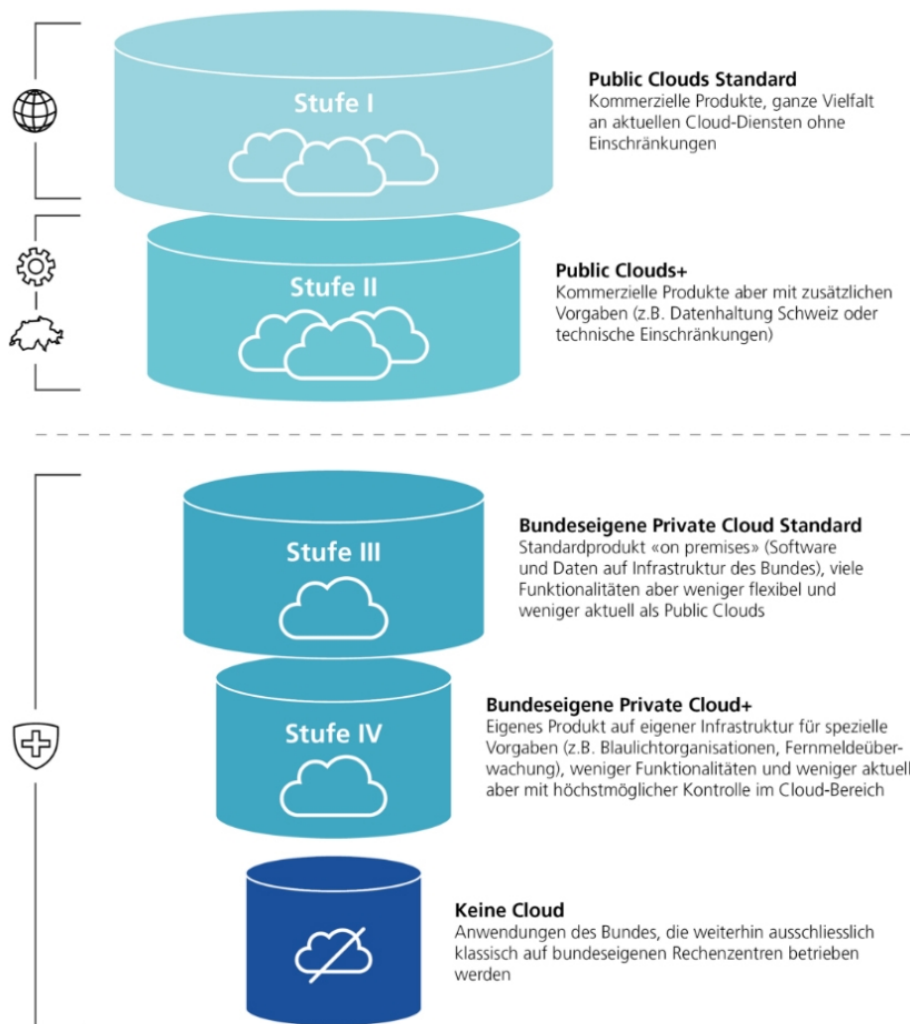 Stufe I
Public Clouds Standard
Kommerzielle Produkte, ganze Vielfalt
an aktuellen Cloud-Diensten ohne
Einschränkungen
Stufe II
Public Clouds+
Kommerzielle Produkte aber mit zusätzlichen
Vorgaben (z.B. Datenhaltung Schweiz oder
technische Einschränkungen)
Stufe III
Bundeseigene Private Cloud Standard
Standardprodukt «on premises» (Software
und Daten auf Infrastruktur des Bundes), viele
Funktionalitäten aber weniger flexibel und
weniger aktuell als Public Clouds
Stufe IV
Bundeseigene Private Cloud+
Eigenes Produkt auf eigener Infrastruktur für spezielle
Vorgaben (z.B. Blaulichtorganisationen, Fernmeldeüber-
wachung), weniger Funktionalitäten und weniger aktuell
aber mit höchstmöglicher Kontrolle im Cloud-Bereich
Keine Cloud
Anwendungen des Bundes, die weiterhin ausschliesslich
klassisch auf bundeseigenen Rechenzentren betrieben
werden